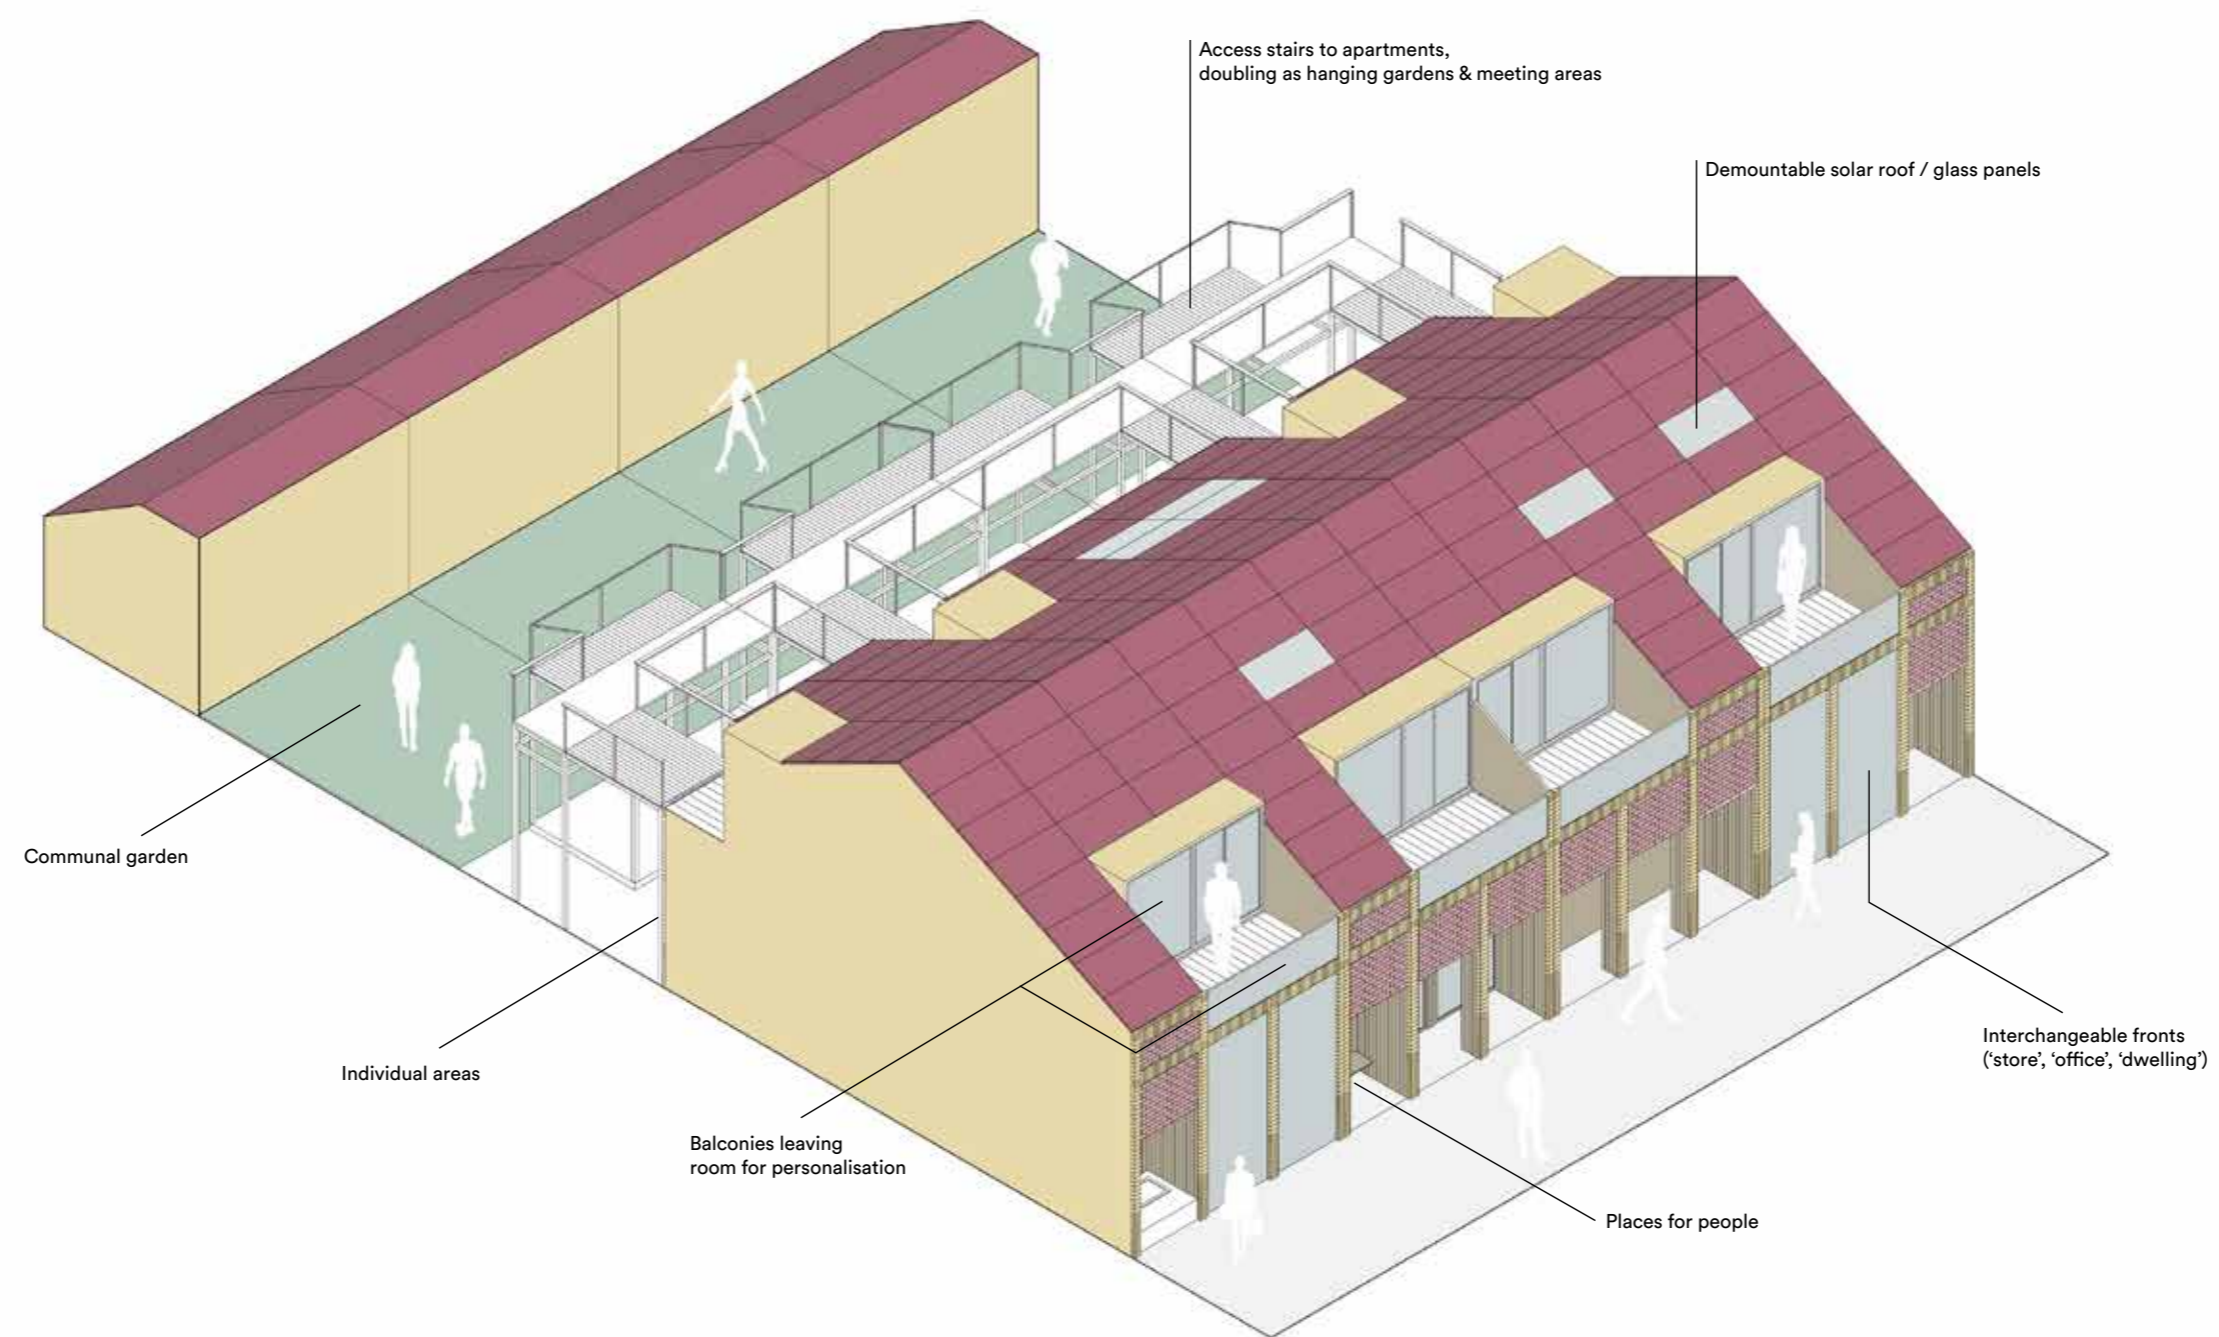 Access stairs to apartments,
doubling as hanging gardens & meeting areas
Demountable solar roof / glass panels
Communal garden
Individual areas
Balconies leaving
room for personalisation
Interchangeable fronts
(‘store’, ‘office’, ‘dwelling’)
Places for people